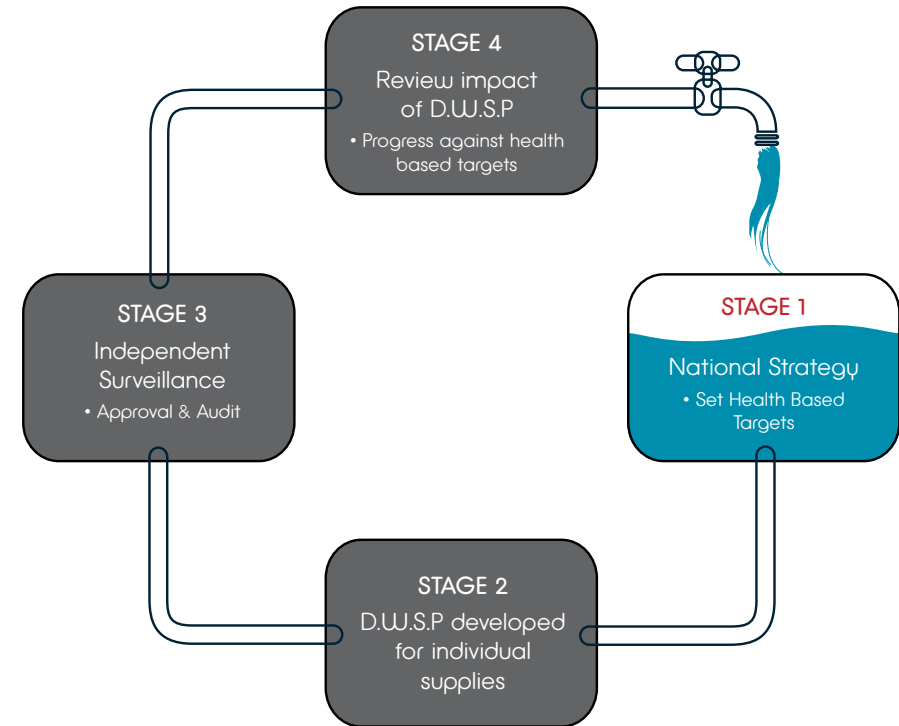 STAGE 4
Review impact
of D.W.S.P
• Progress against health
based targets
STAGE 3
Independent
Surveillance
• Approval & Audit
STAGE 1
National Strategy
• Set Health Based
Targets
STAGE 2
D.W.S.P developed
for individual
supplies